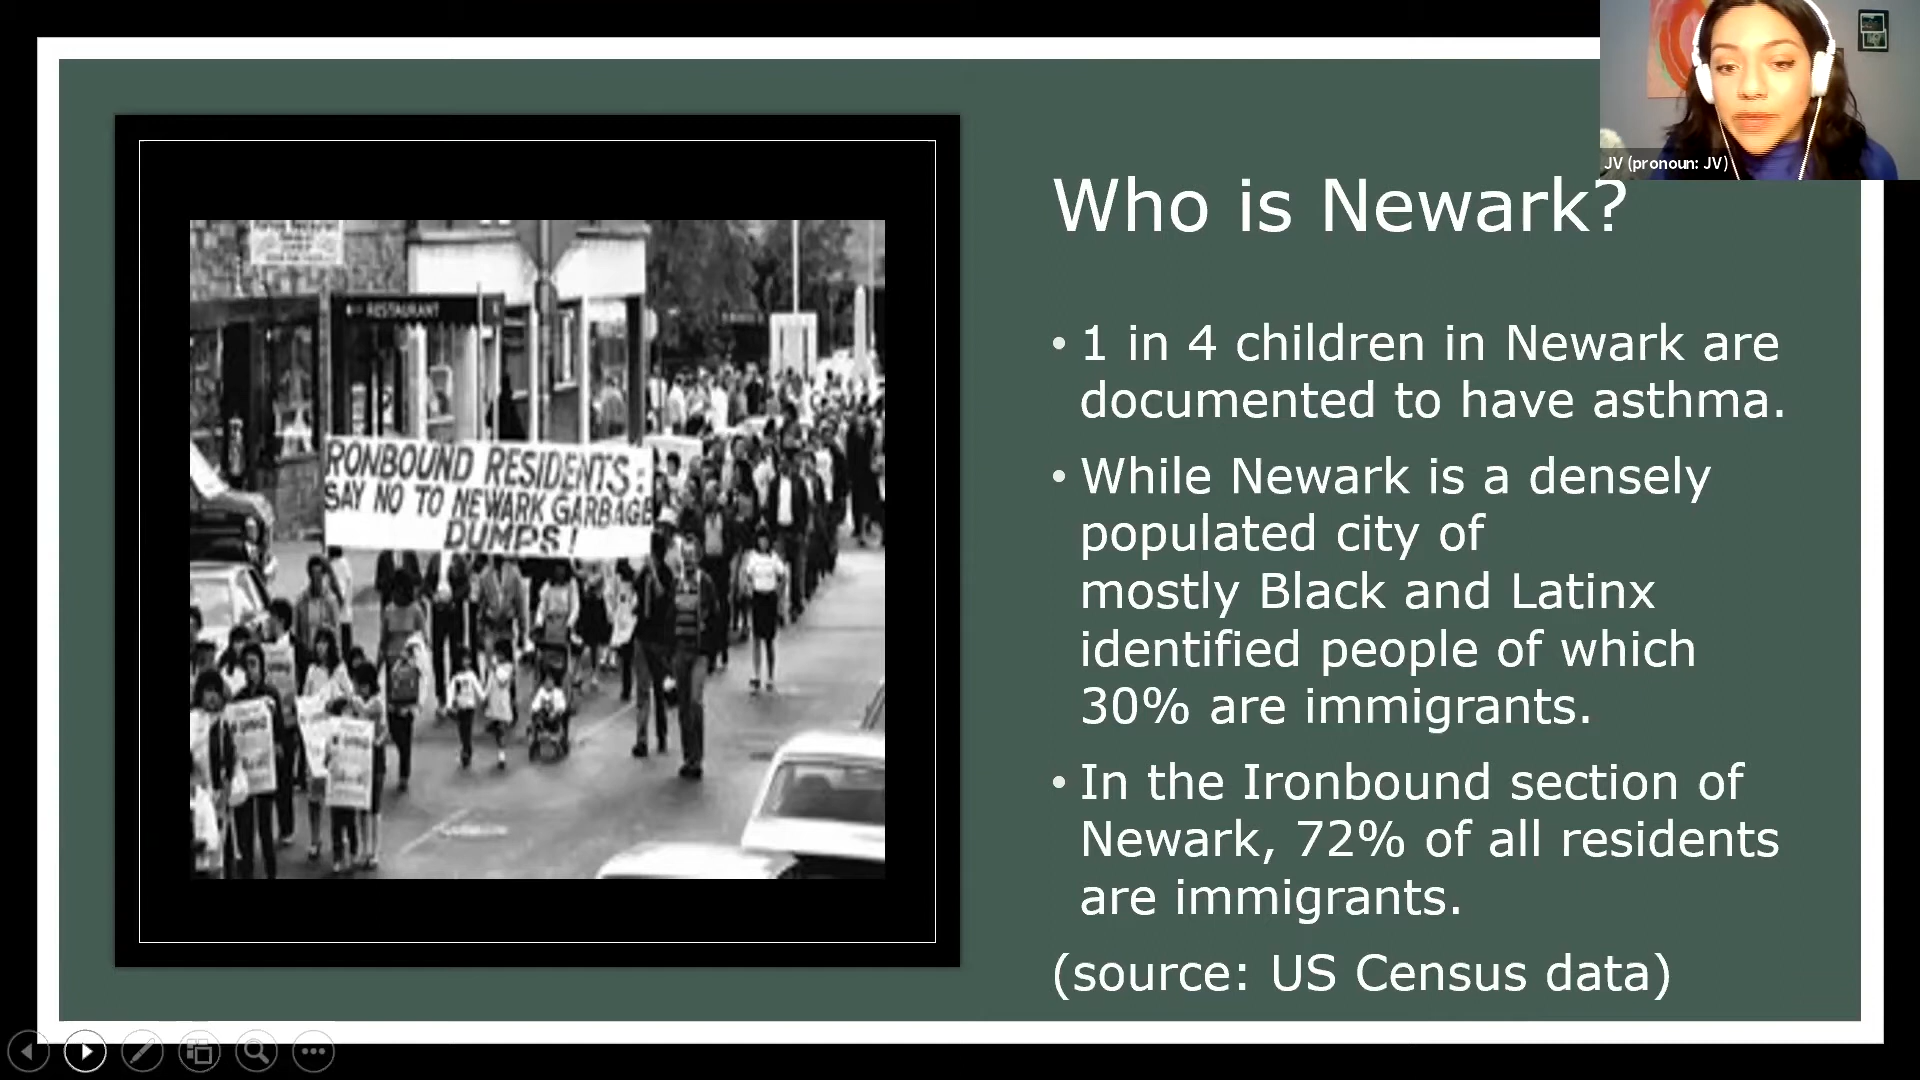 JV (pronoun: JV)
Who is Newark?
• 1 in 4 children in Newark are
documented to have asthma.
• While Newark is a densely
populated city of
mostly Black and Latinx
identified people of which
30% are immigrants.
• In the Ironbound section of
Newark, 72% of all residents
are immigrants.
(source: US Census data)
RESTAURANT
RONBOUND RESIDENTS:
SAY NO TO NEWARK GARBAGE
DUMPS!